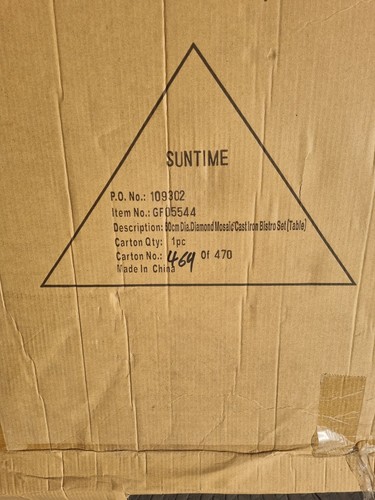 SUNTIME
P.O. No.: 109302
Item No.: GF05544
Description: 60cm Dia.Diamond Mosaic Cast Iron Bistro Set (Table)
Carton Qty: 1pc
Carton No.: 469 Of 470
Made In China